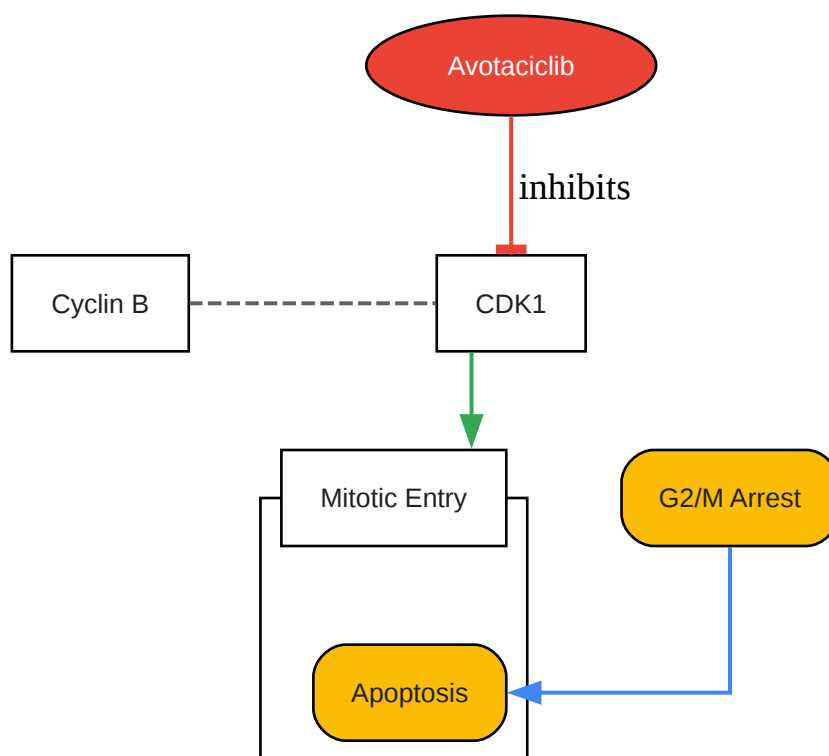 Avotaciclib
inhibits
Cyclin B
CDK1
Mitotic Entry
G2/M Arrest
Apoptosis